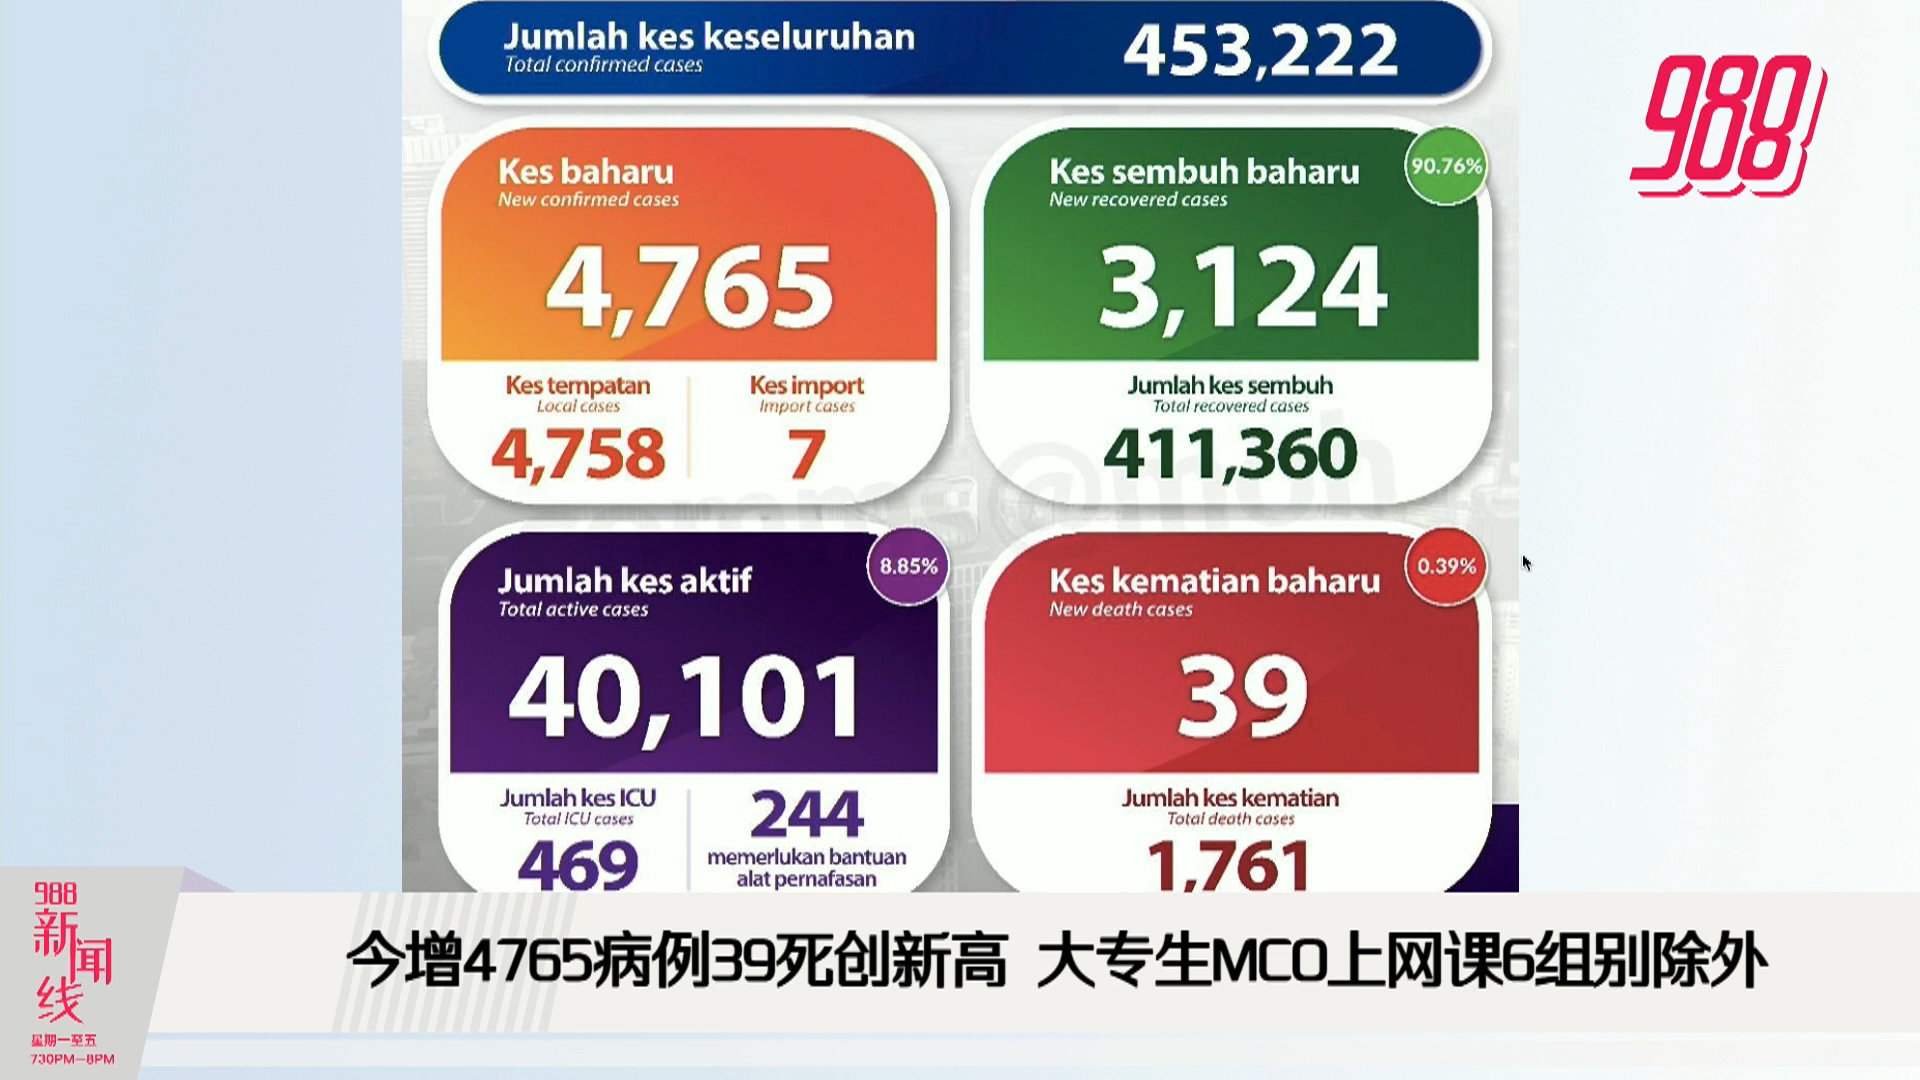 Jumlah kes keseluruhan
Total confirmed cases
453,222
988
Kes baharu
New confirmed cases
4,765
Kes tempatan
Local cases
4,758
Kes import
Import cases
7
Kes sembuh baharu
New recovered cases
90.76%
3,124
Jumlah kes sembuh
Total recovered cases
411,360
Jumlah kes aktif
Total active cases
8.85%
40,101
Jumlah kes ICU
Total ICU cases
469
244
memerlukan bantuan
alat pernafasan
Kes kematian baharu
New death cases
0.39%
39
Jumlah kes kematian
Total death cases
1,761
988
新闻线
星期一至五
730PM-8PM
今增4765病例39死创新高 大专生MCO上网课6组别除外